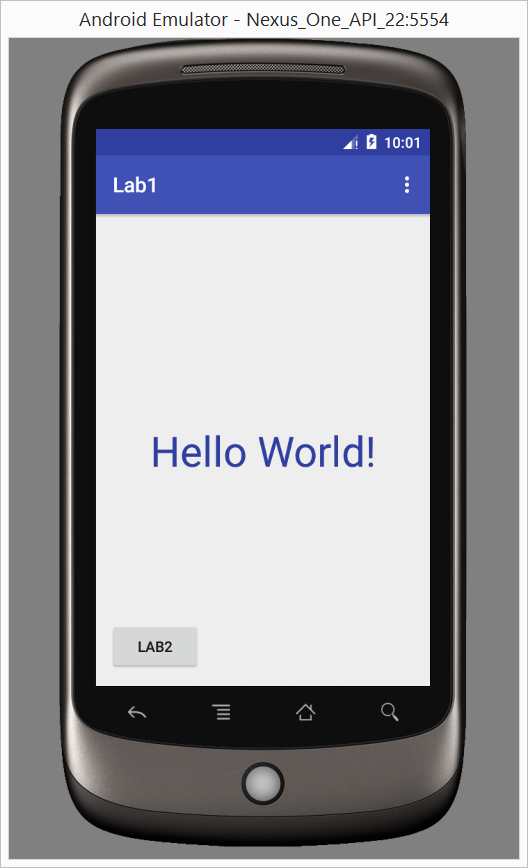 Android Emulator - Nexus_One_API_22:5554
10:01
Lab1
Hello World!
LAB2